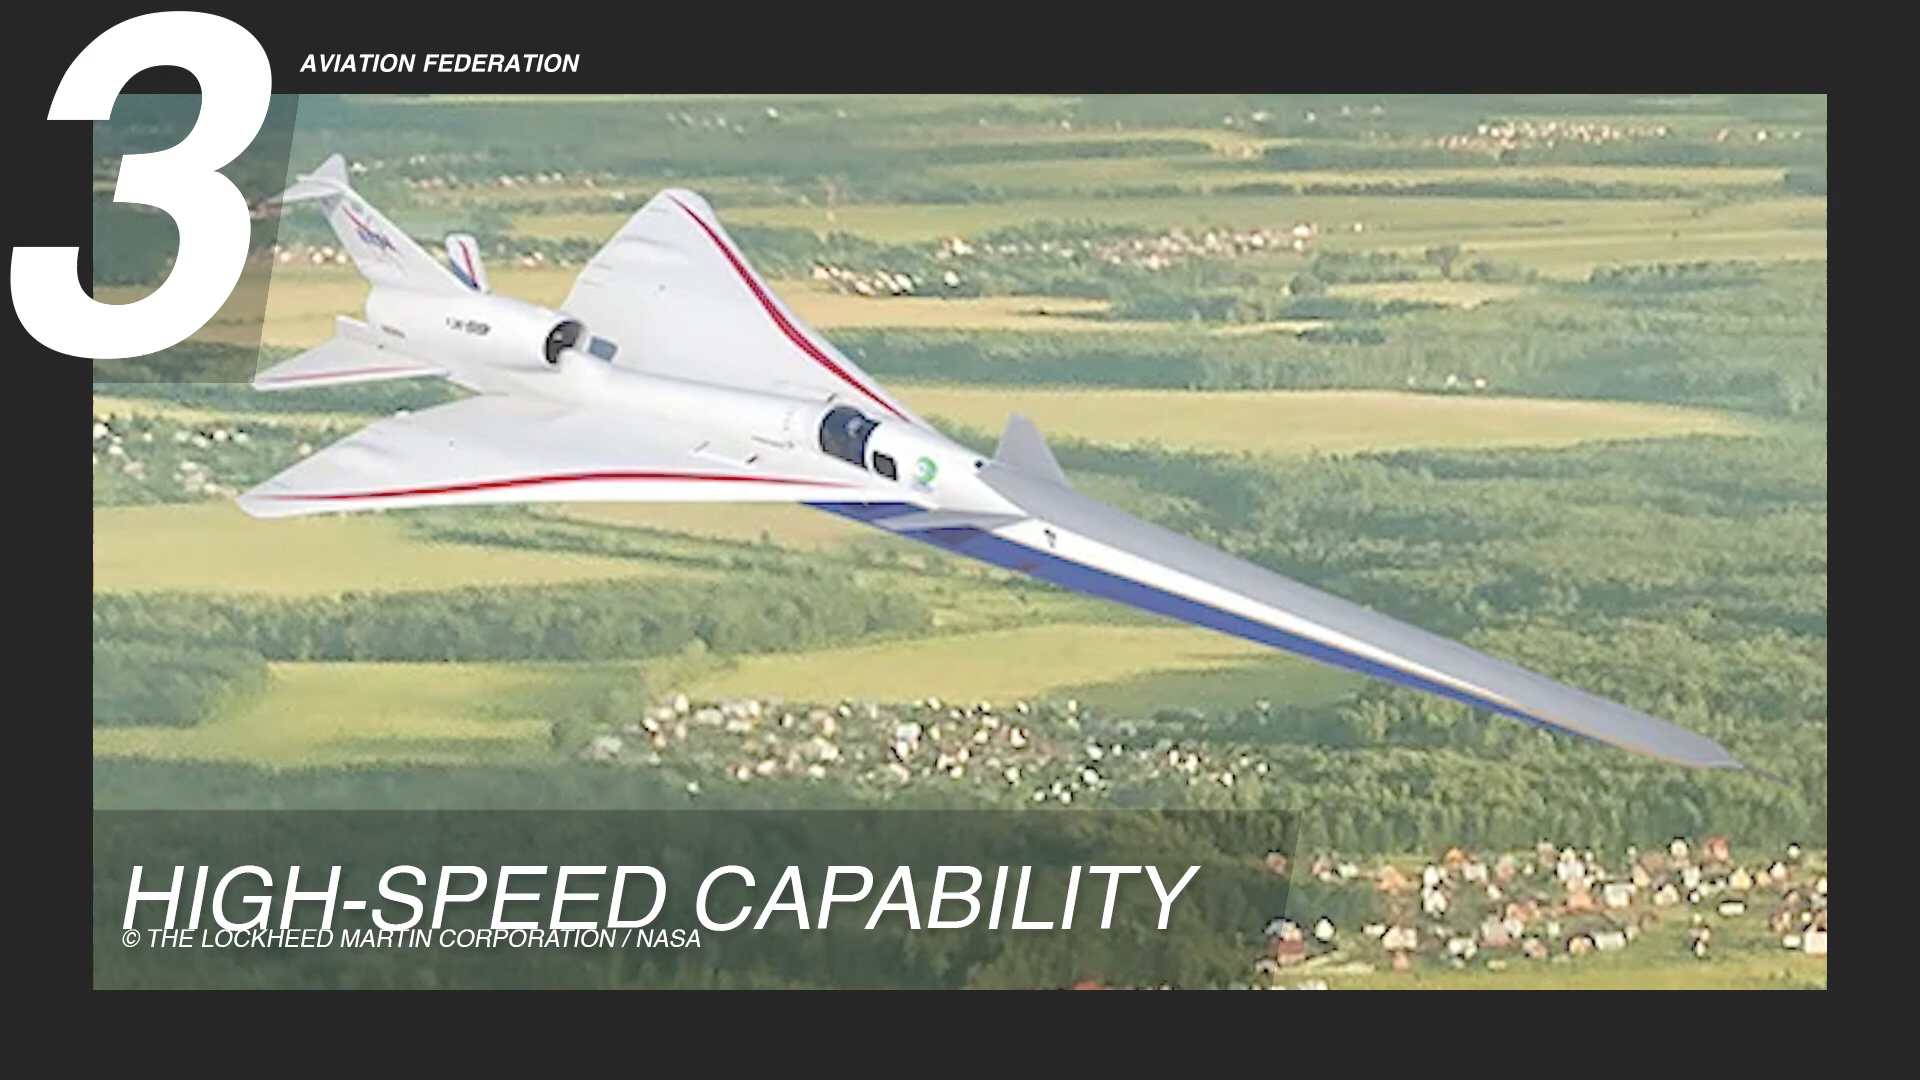 3
AVIATION FEDERATION
HIGH-SPEED CAPABILITY
© THE LOCKHEED MARTIN CORPORATION / NASA